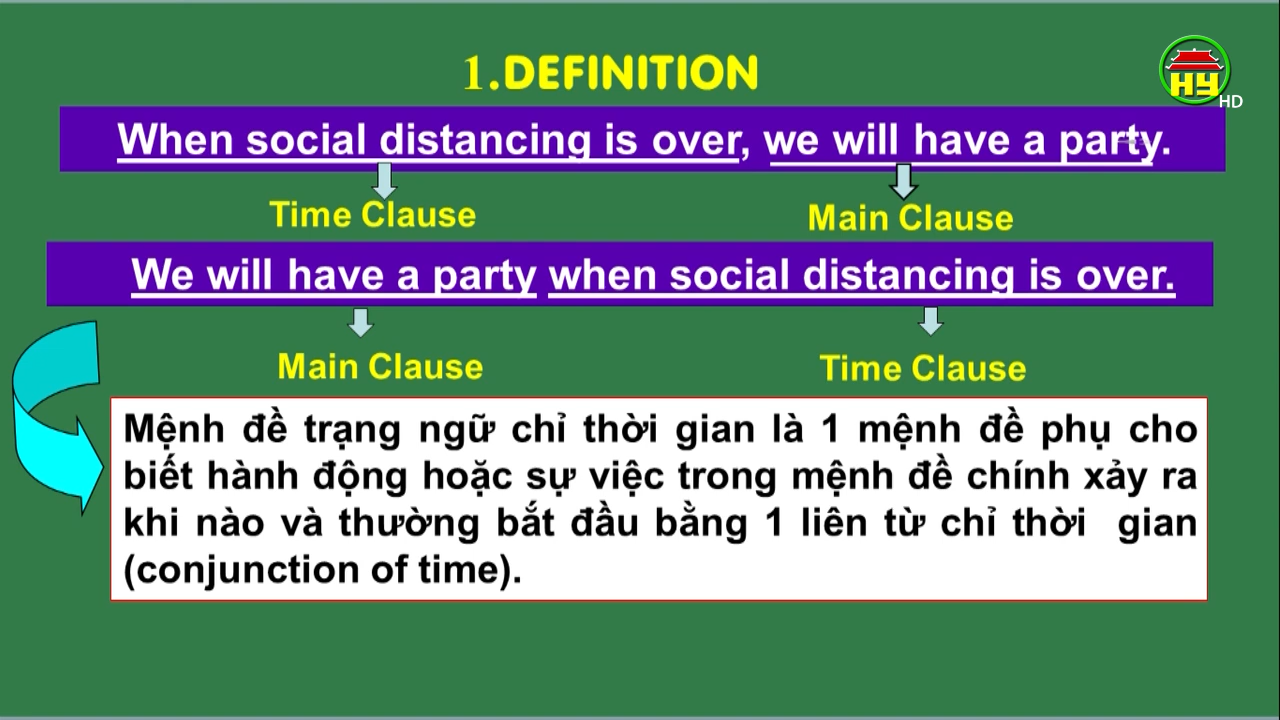 1.DEFINITION
HY
HD
When social distancing is over, we will have a party.
Time Clause
Main Clause
We will have a party when social distancing is over.
Main Clause
Time Clause
Mệnh đề trạng ngữ chỉ thời gian là 1 mệnh đề phụ cho
biết hành động hoặc sự việc trong mệnh đề chính xảy ra
khi nào và thường bắt đầu bằng 1 liên từ chỉ thời gian
(conjunction of time).